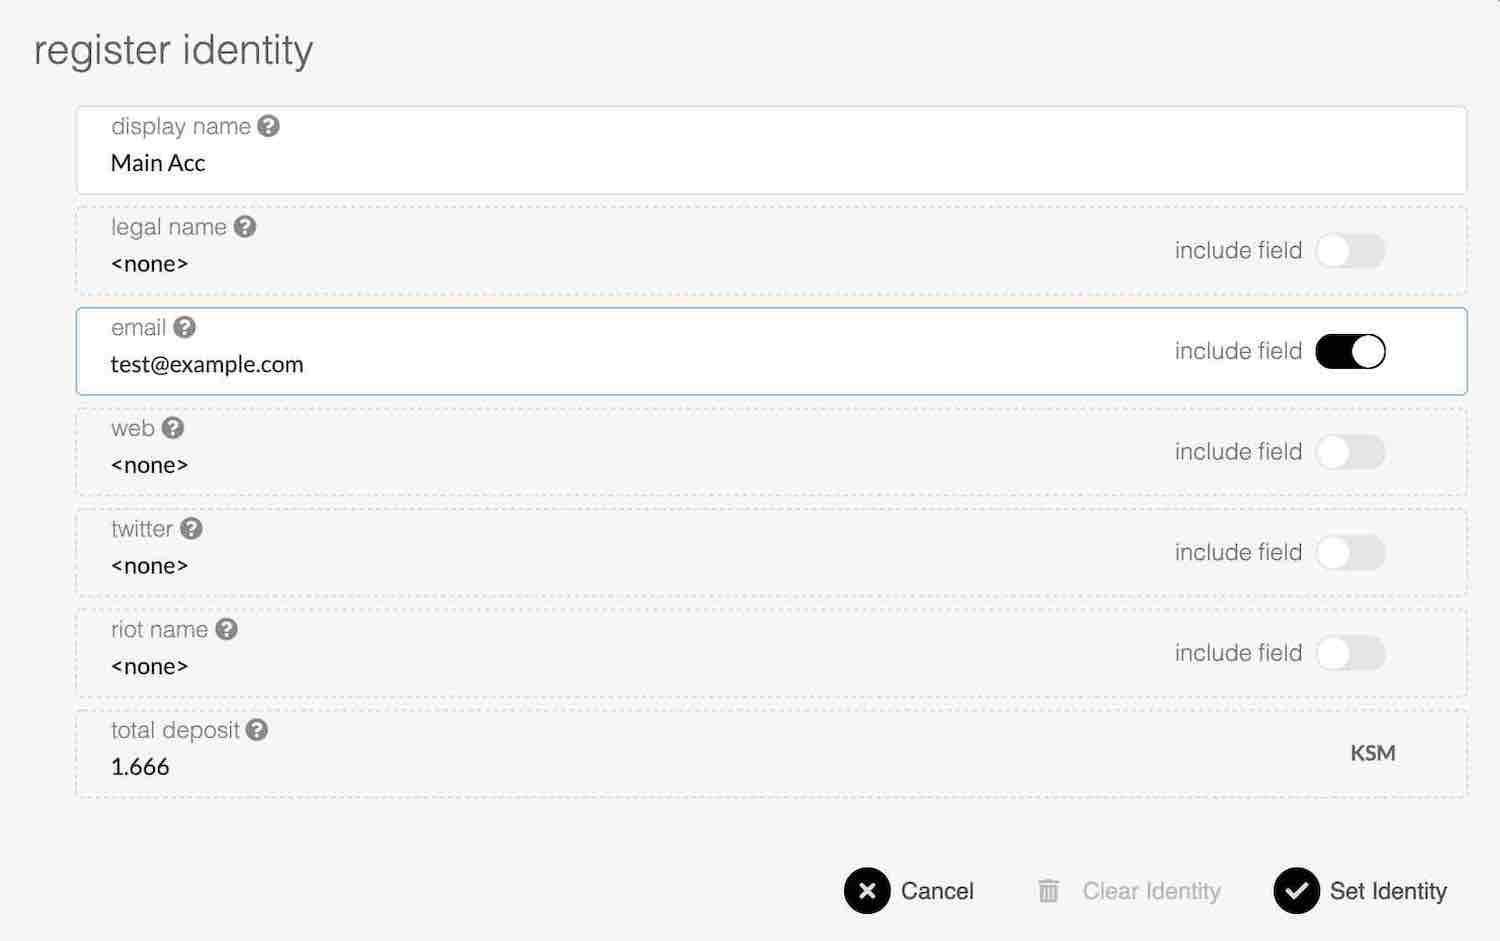 register identity
display name
Main Acc
legal name
<none>
include field
email
test@example.com
include field
web
<none>
include field
twitter
<none>
include field
riot name
<none>
include field
total deposit
1.666
KSM
Cancel
Clear Identity
Set Identity